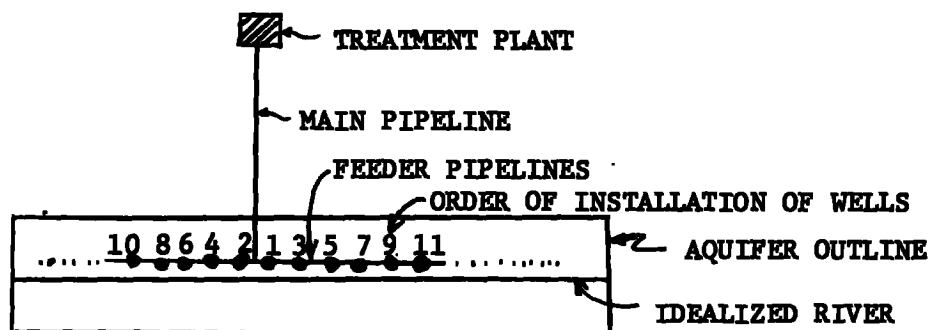 TREATMENT PLANT
MAIN PIPELINE
FEEDER PIPELINES
ORDER OF INSTALLATION OF WELLS
10 8 6 4 2 1 3 5 7 9 11
AQUIFER OUTLINE
IDEALIZED RIVER